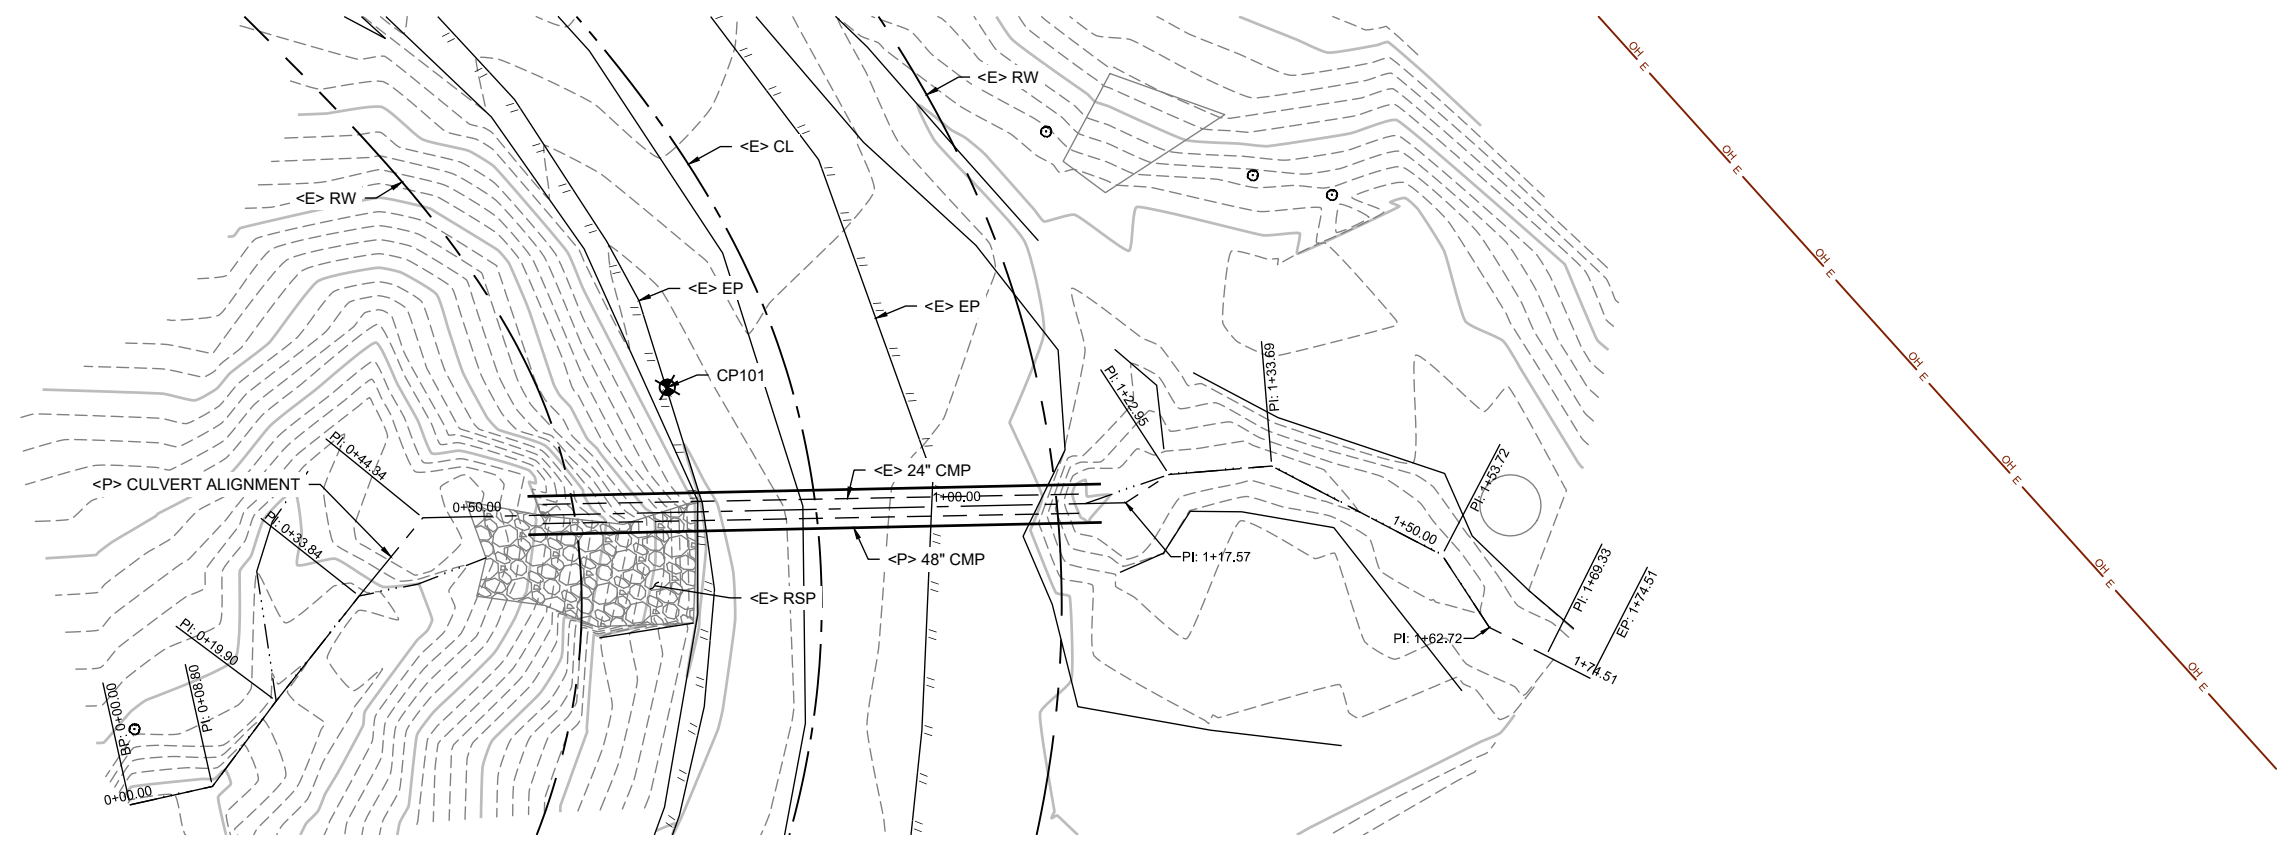 OH E
<E> RW
OH E
<E> CL
<E> RW
OH E
<E> EP
<E> EP
OH E
PI: 1+33.69
CP101
PI: 1+22.95
PI: 0+44.34
<E> 24" CMP
PI: 1+53.72
OH E
<P> CULVERT ALIGNMENT
1+00.00
0+50.00
PI: 0+33.84
1+50.00
PI: 1+17.57
<P> 48" CMP
OH E
PI: 1+69.33
EP: 1+74.51
<E> RSP
PI: 0+19.90
PI: 1+62.72
1+74.51
OH E
PI: 0+08.80
BP: 0+00.00
0+00.00